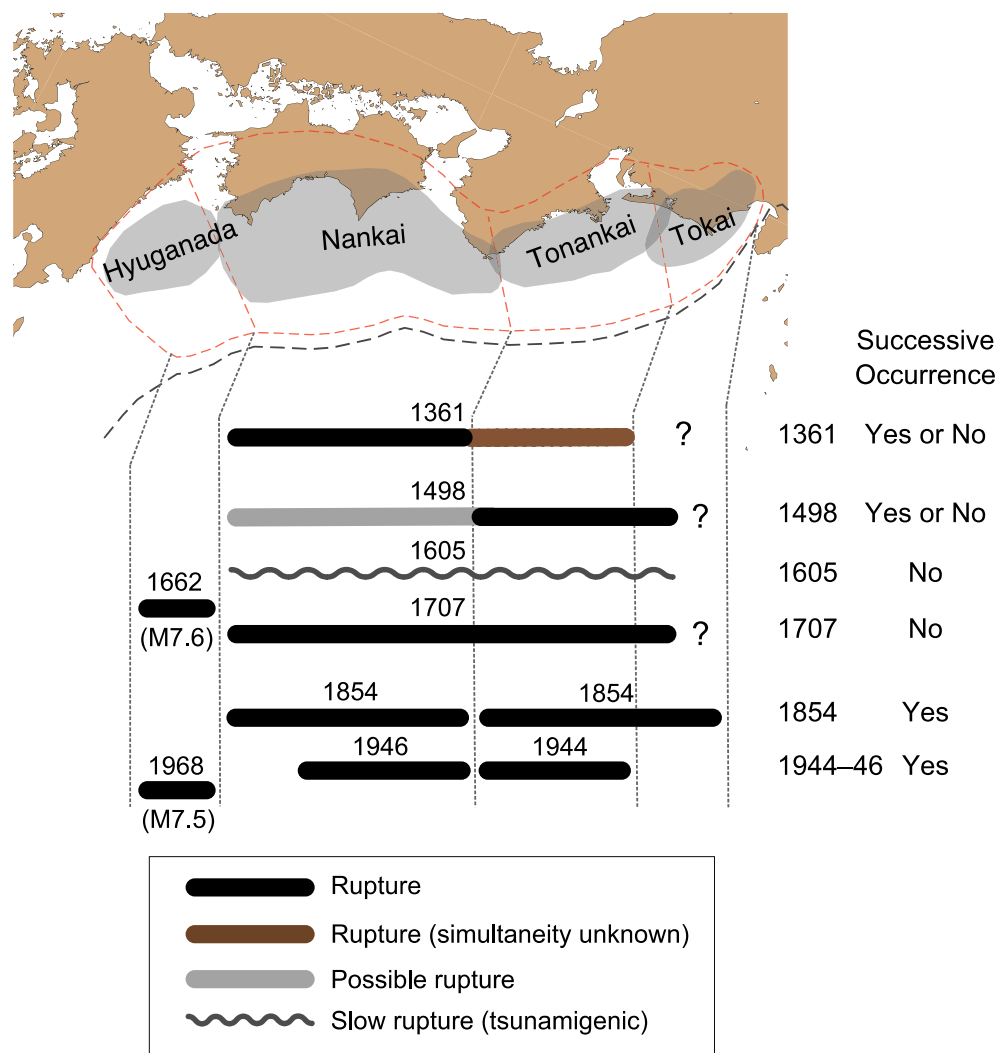 Hyuganada
Nankai
Tonankai
Tokai
Successive
Occurrence
1361
?
1361 Yes or No
1498
?
1498 Yes or No
1605
1605 No
1662
(M7.6)
1707
?
1707 No
1854
1854
1854 Yes
1946
1944
1944–46 Yes
1968
(M7.5)
Rupture
Rupture (simultaneity unknown)
Possible rupture
Slow rupture (tsunamigenic)